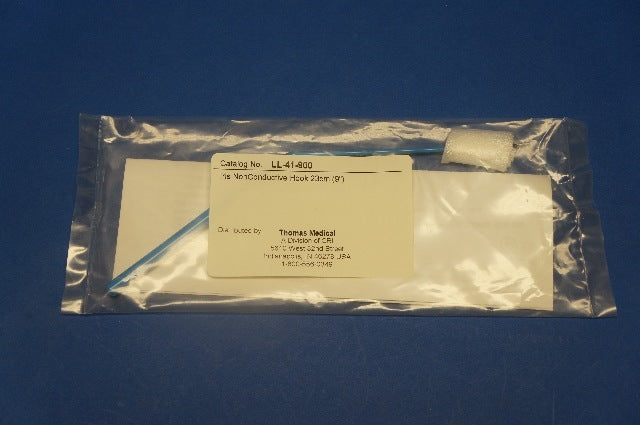 Catalog No. LL-41-900
Iris NonConductive Hook 23cm (9")
Distributed by Thomas Medical
A Division of CRI
West 82nd Street
Indianapolis, IN 46278 USA